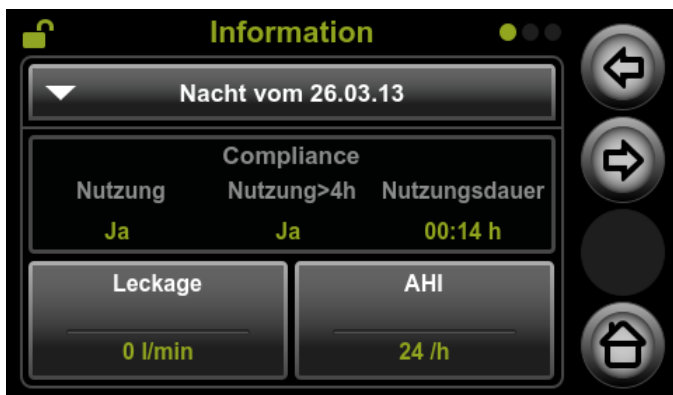 Information
Nacht vom 26.03.13
Compliance
Nutzung Nutzung>4h Nutzungsdauer
Ja Ja 00:14 h
Leckage AHI
0 l/min 24 /h